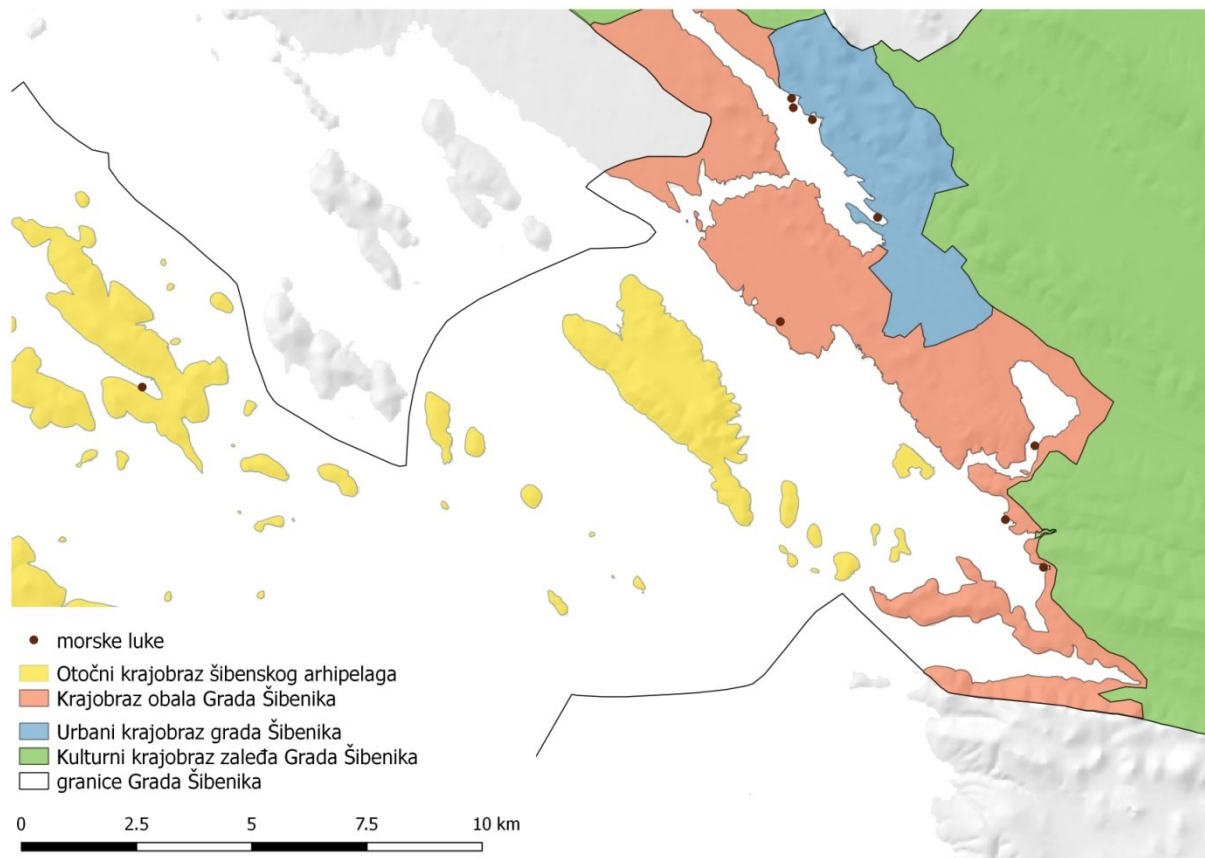 morske luke
Otočni krajobraz šibenskog arhipelaga
Krajobraz obala Grada Šibenika
Urbani krajobraz grada Šibenika
Kulturni krajobraz zaleđa Grada Šibenika
granice Grada Šibenika
0 2.5 5 7.5 10 km